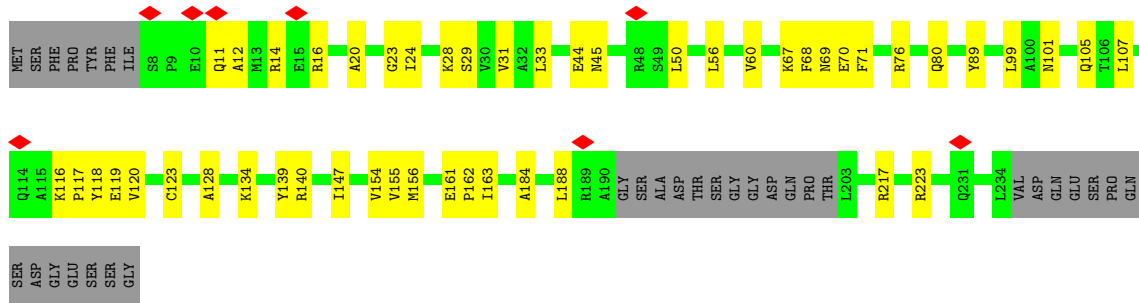 MET SER PHE PRO TYR PHE ILE S8 P9 E10 Q11 A12 M13 R14 E15 R16 A20 G23 I24 K28 S29 V30 V31 A32 L33 E44 N45 R48 S49 L50 L56 V60 K67 F68 N69 E70 F71 R76 Q80 Y89 L99 A100 N101 Q105 T106 L107
Q114 A115 K116 P117 Y118 E119 V120 C123 A128 K134 Y139 R140 I147 V154 V155 M156 E161 P162 I163 A184 L188 R189 A190 GLY SER ALA ASP THR SER GLY GLY ASP GLN PRO THR L203 R217 R223 Q231 L234 VAL ASP GLN GLU SER PRO GLN
SER ASP GLY GLU SER SER GLY